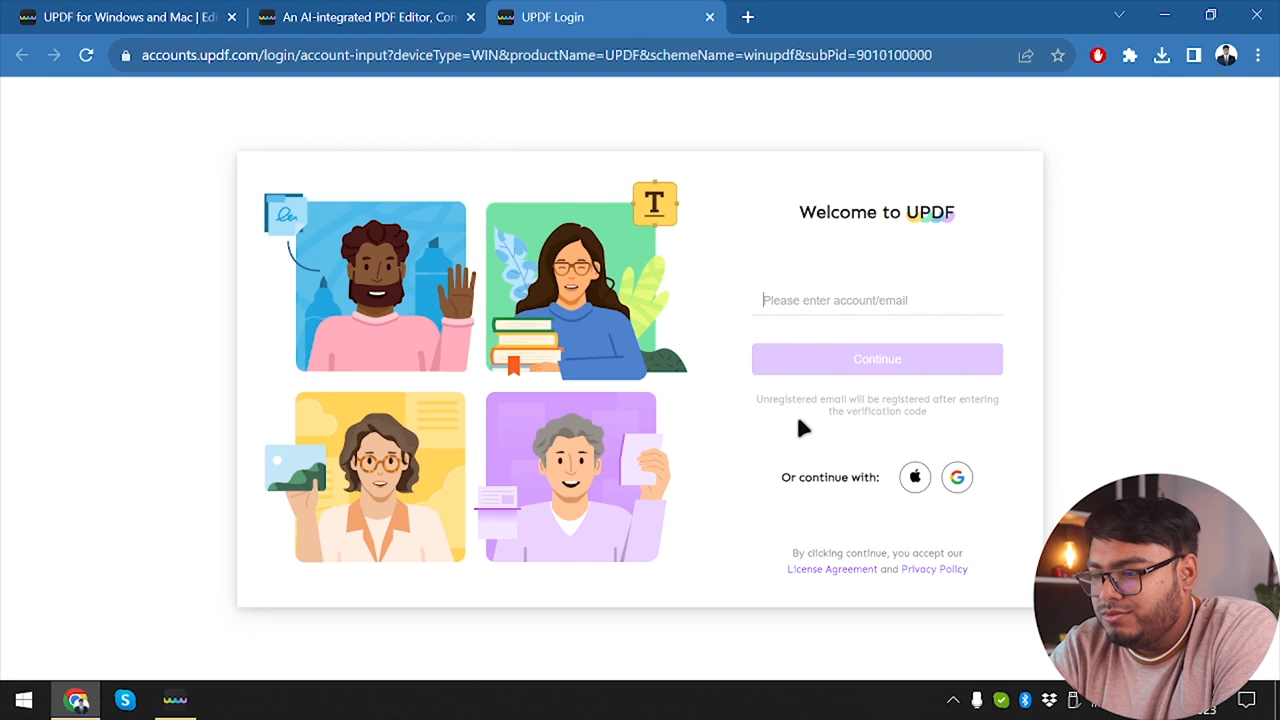 UPDF for Windows and Mac | Edi
An AI-integrated PDF Editor, Con
UPDF Login
accounts.updf.com/login/account-input?deviceType=WIN&productName=UPDF&schemeName=winupdf&subPid=9010100000
T
Welcome to UPDF
Please enter account/email
Continue
Unregistered email will be registered after entering
the verification code
Or continue with:
By clicking continue, you accept our
License Agreement and Privacy Policy